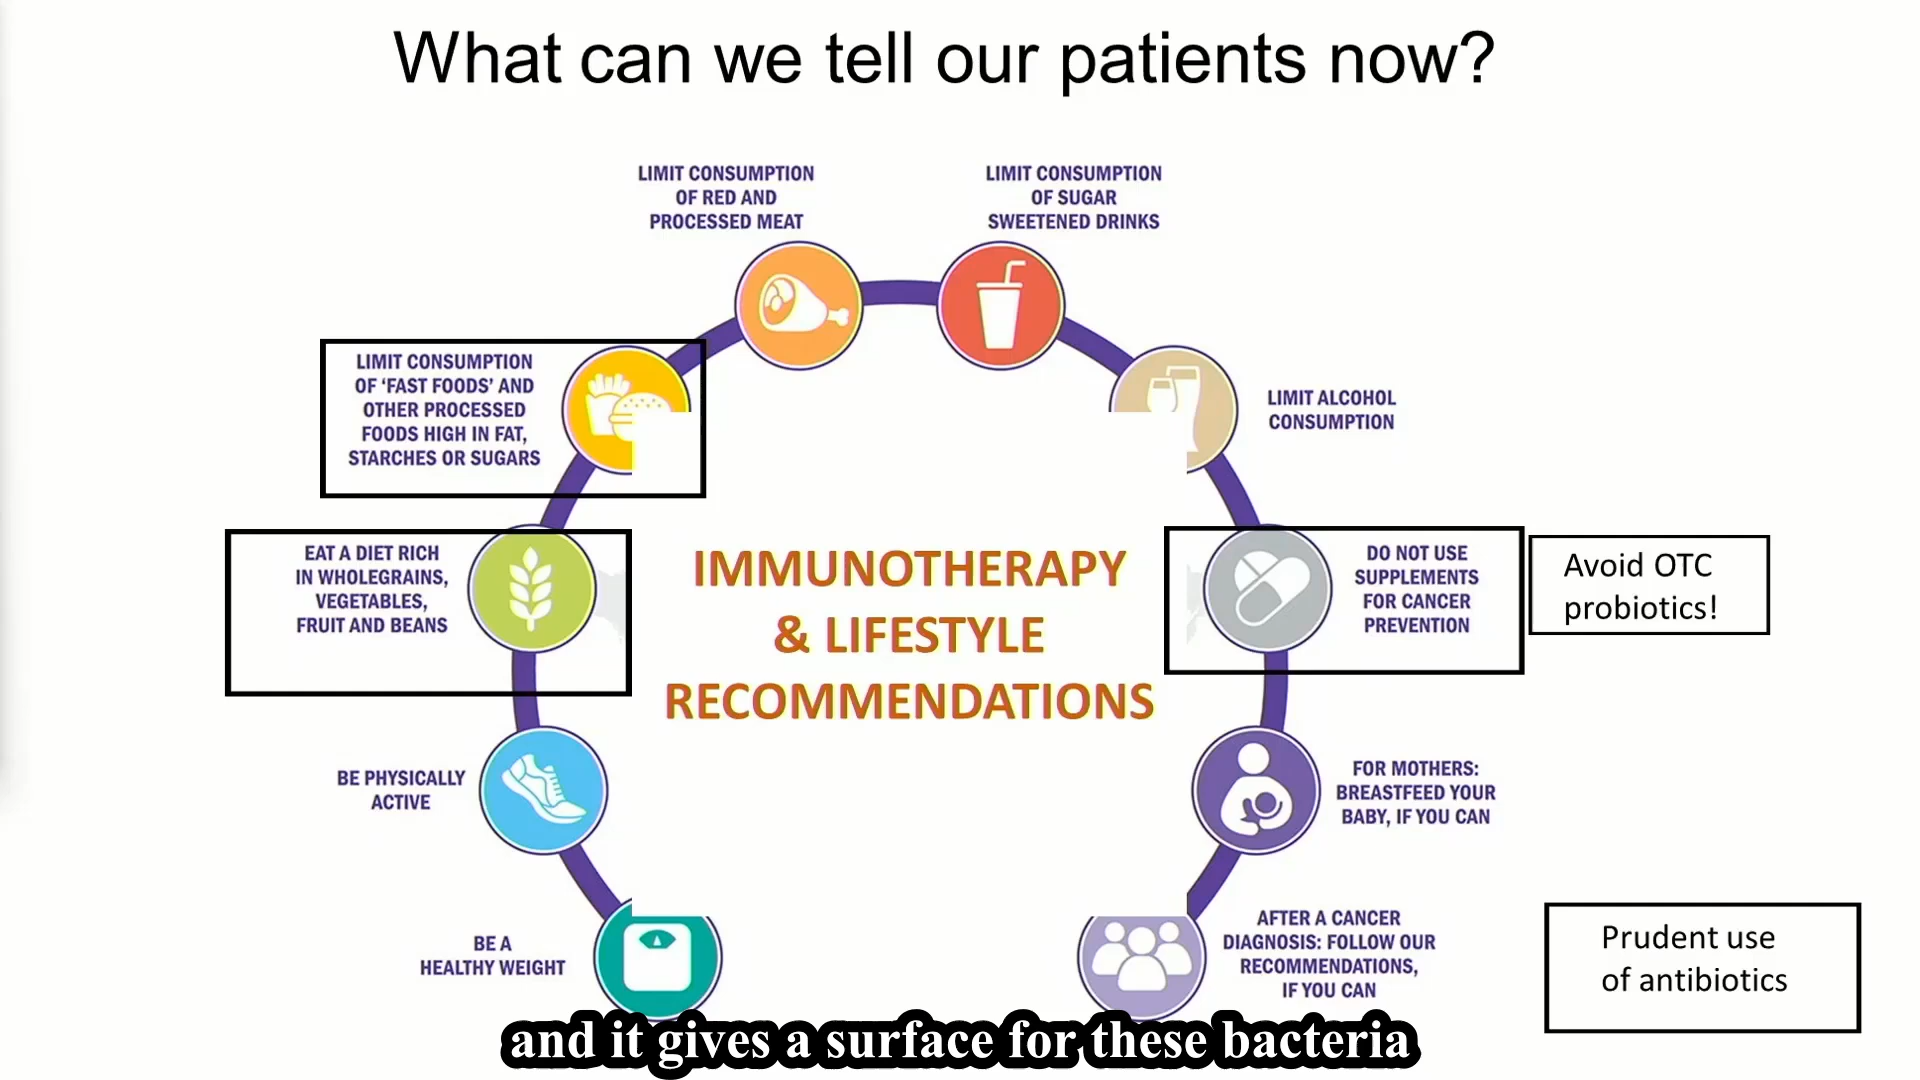 What can we tell our patients now?
LIMIT CONSUMPTION
OF RED AND
PROCESSED MEAT
LIMIT CONSUMPTION
OF SUGAR
SWEETENED DRINKS
LIMIT CONSUMPTION
OF ‘FAST FOODS’ AND
OTHER PROCESSED
FOODS HIGH IN FAT,
STARCHES OR SUGARS
LIMIT ALCOHOL
CONSUMPTION
EAT A DIET RICH
IN WHOLEGRAINS,
VEGETABLES,
FRUIT AND BEANS
IMMUNOTHERAPY
& LIFESTYLE
RECOMMENDATIONS
DO NOT USE
SUPPLEMENTS
FOR CANCER
PREVENTION
Avoid OTC
probiotics!
BE PHYSICALLY
ACTIVE
FOR MOTHERS:
BREASTFEED YOUR
BABY, IF YOU CAN
BE A
HEALTHY WEIGHT
AFTER A CANCER
DIAGNOSIS: FOLLOW OUR
RECOMMENDATIONS,
IF YOU CAN
Prudent use
of antibiotics
and it gives a surface for these bacteria